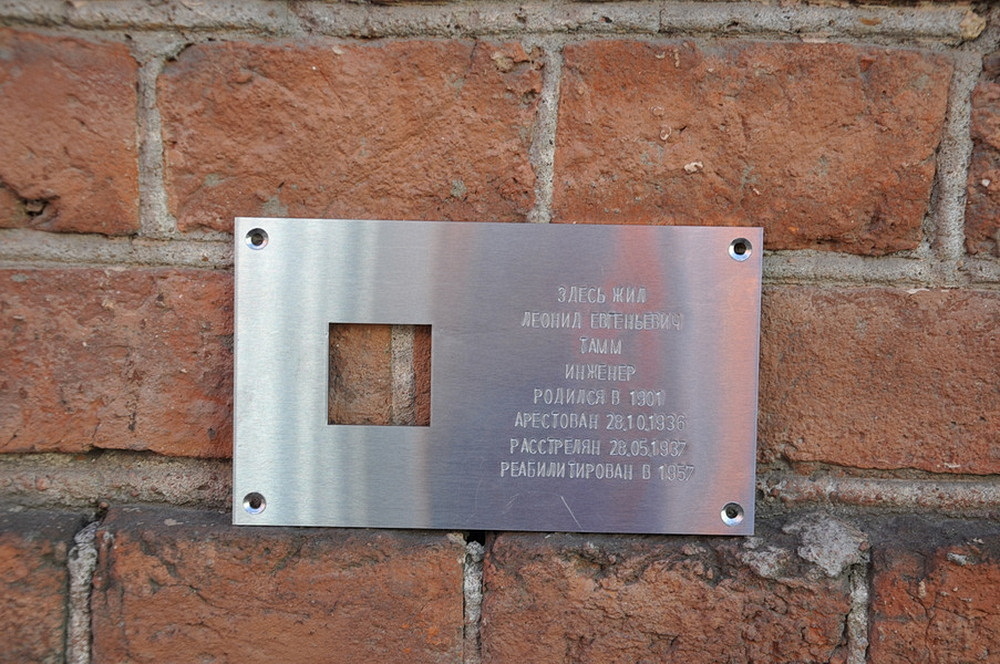 ЗДЕСЬ ЖИЛ
ЛЕОНИД ЕВГЕНЬЕВИЧ
ТАММ
ИНЖЕНЕР
РОДИЛСЯ В 1901
АРЕСТОВАН 28.10.1936
РАССТРЕЛЯН 28.05.1937
РЕАБИЛИТИРОВАН В 1957